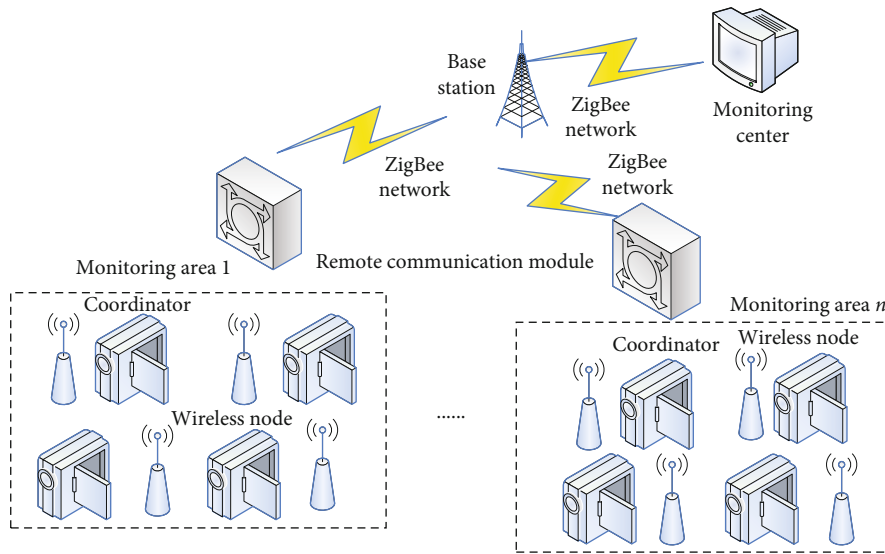 Base
station
ZigBee
network
Monitoring
center
ZigBee
network
ZigBee
network
Monitoring area 1
Remote communication module
Monitoring area n
Coordinator
Wireless node
......
Coordinator
Wireless node